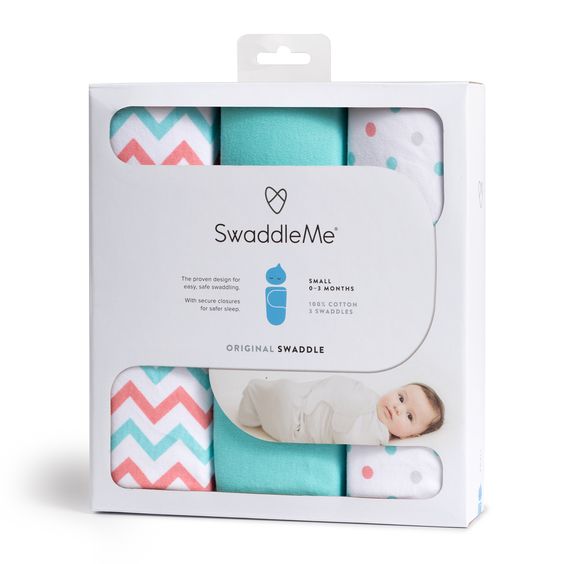 SwaddleMe®
The proven design for
easy, safe swaddling.
With secure closures
for safer sleep.
SMALL
0-3 MONTHS
100% COTTON
3 SWADDLES
ORIGINAL SWADDLE